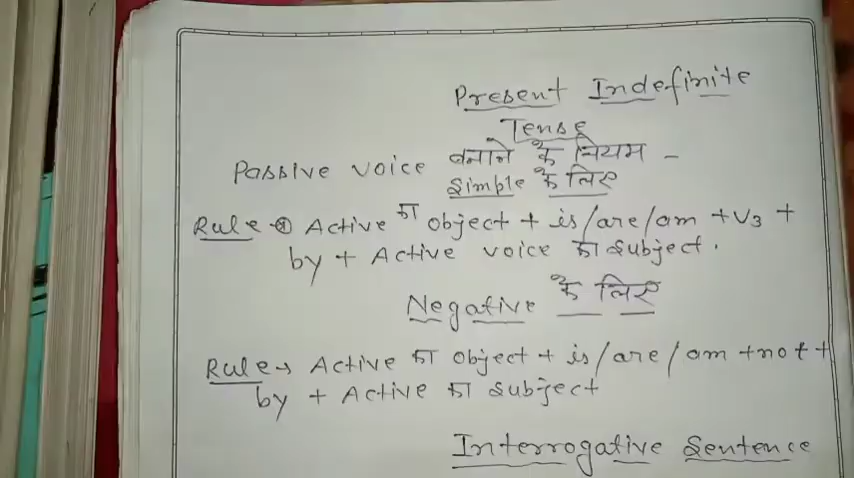 Present Indefinite
Tense
Passive voice बनाने के नियम -
Simple के लिए
Rule → Active का object + is/are/am + V3 +
by + Active voice का subject.
Negative के लिए
Rule → Active का object + is/are/am + not +
by + Active का subject
Interrogative Sentence